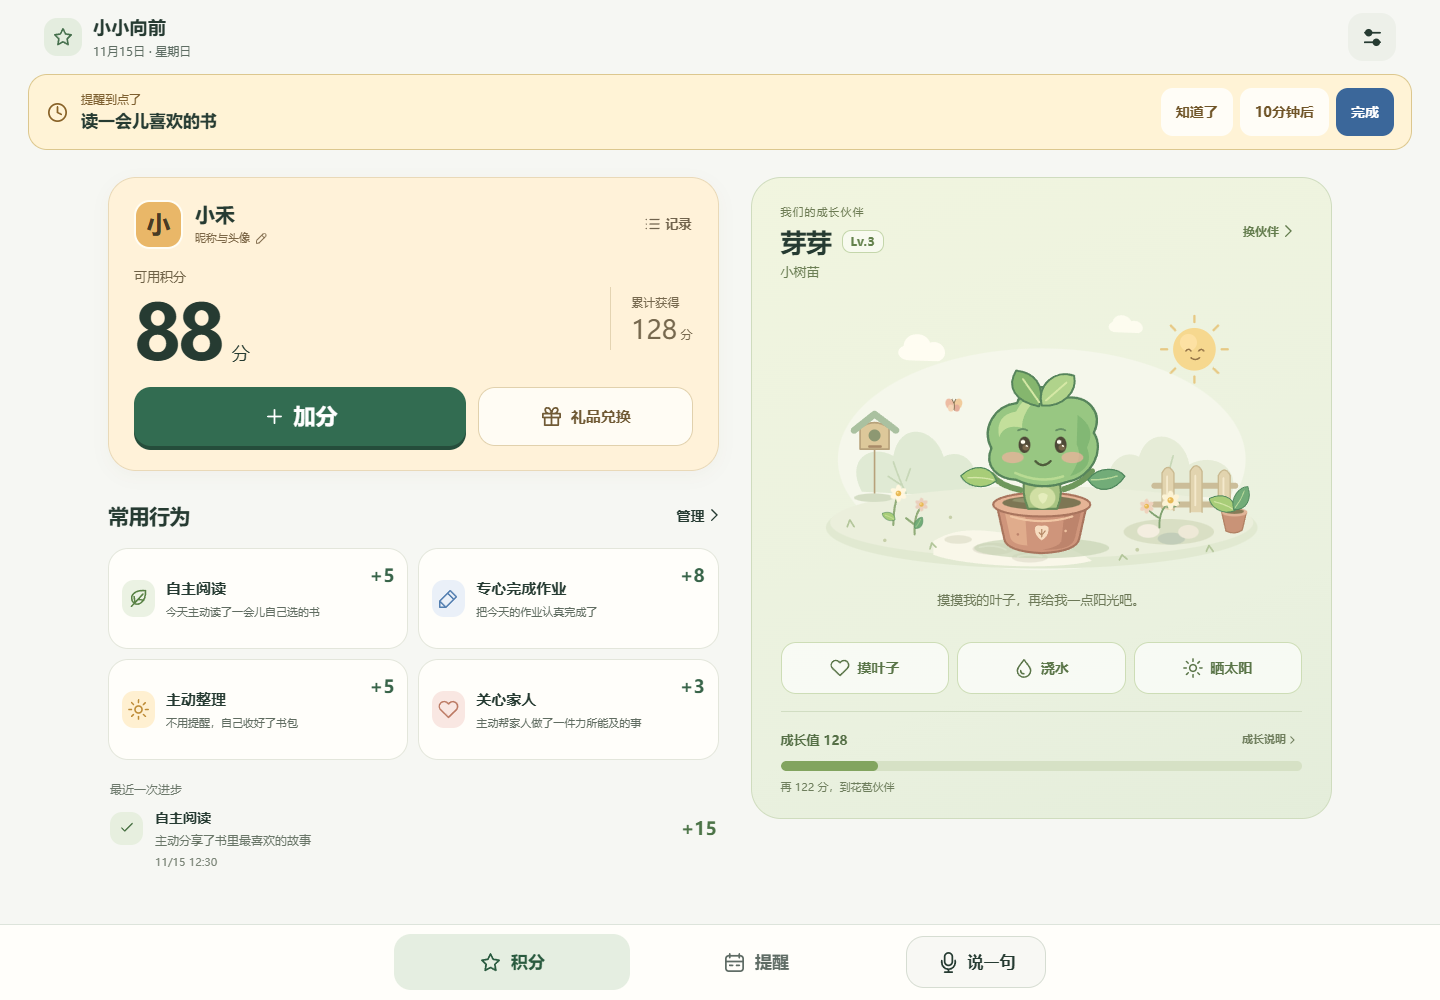 小小向前
11月15日 · 星期日
提醒到点了
读一会儿喜欢的书
知道了
10分钟后
完成
小
小禾
昵称与头像
记录
可用积分
88 分
累计获得
128 分
加分
礼品兑换
常用行为
管理
自主阅读
今天主动读了一会儿自己选的书
+5
专心完成作业
把今天的作业认真完成了
+8
主动整理
不用提醒，自己收好了书包
+5
关心家人
主动帮家人做了一件力所能及的事
+3
最近一次进步
自主阅读
主动分享了书里最喜欢的故事
11/15 12:30
+15
我们的成长伙伴
芽芽 Lv.3
小树苗
换伙伴
摸摸我的叶子，再给我一点阳光吧。
摸叶子
浇水
晒太阳
成长值 128
成长说明
再 122 分，到花苞伙伴
积分
提醒
说一句